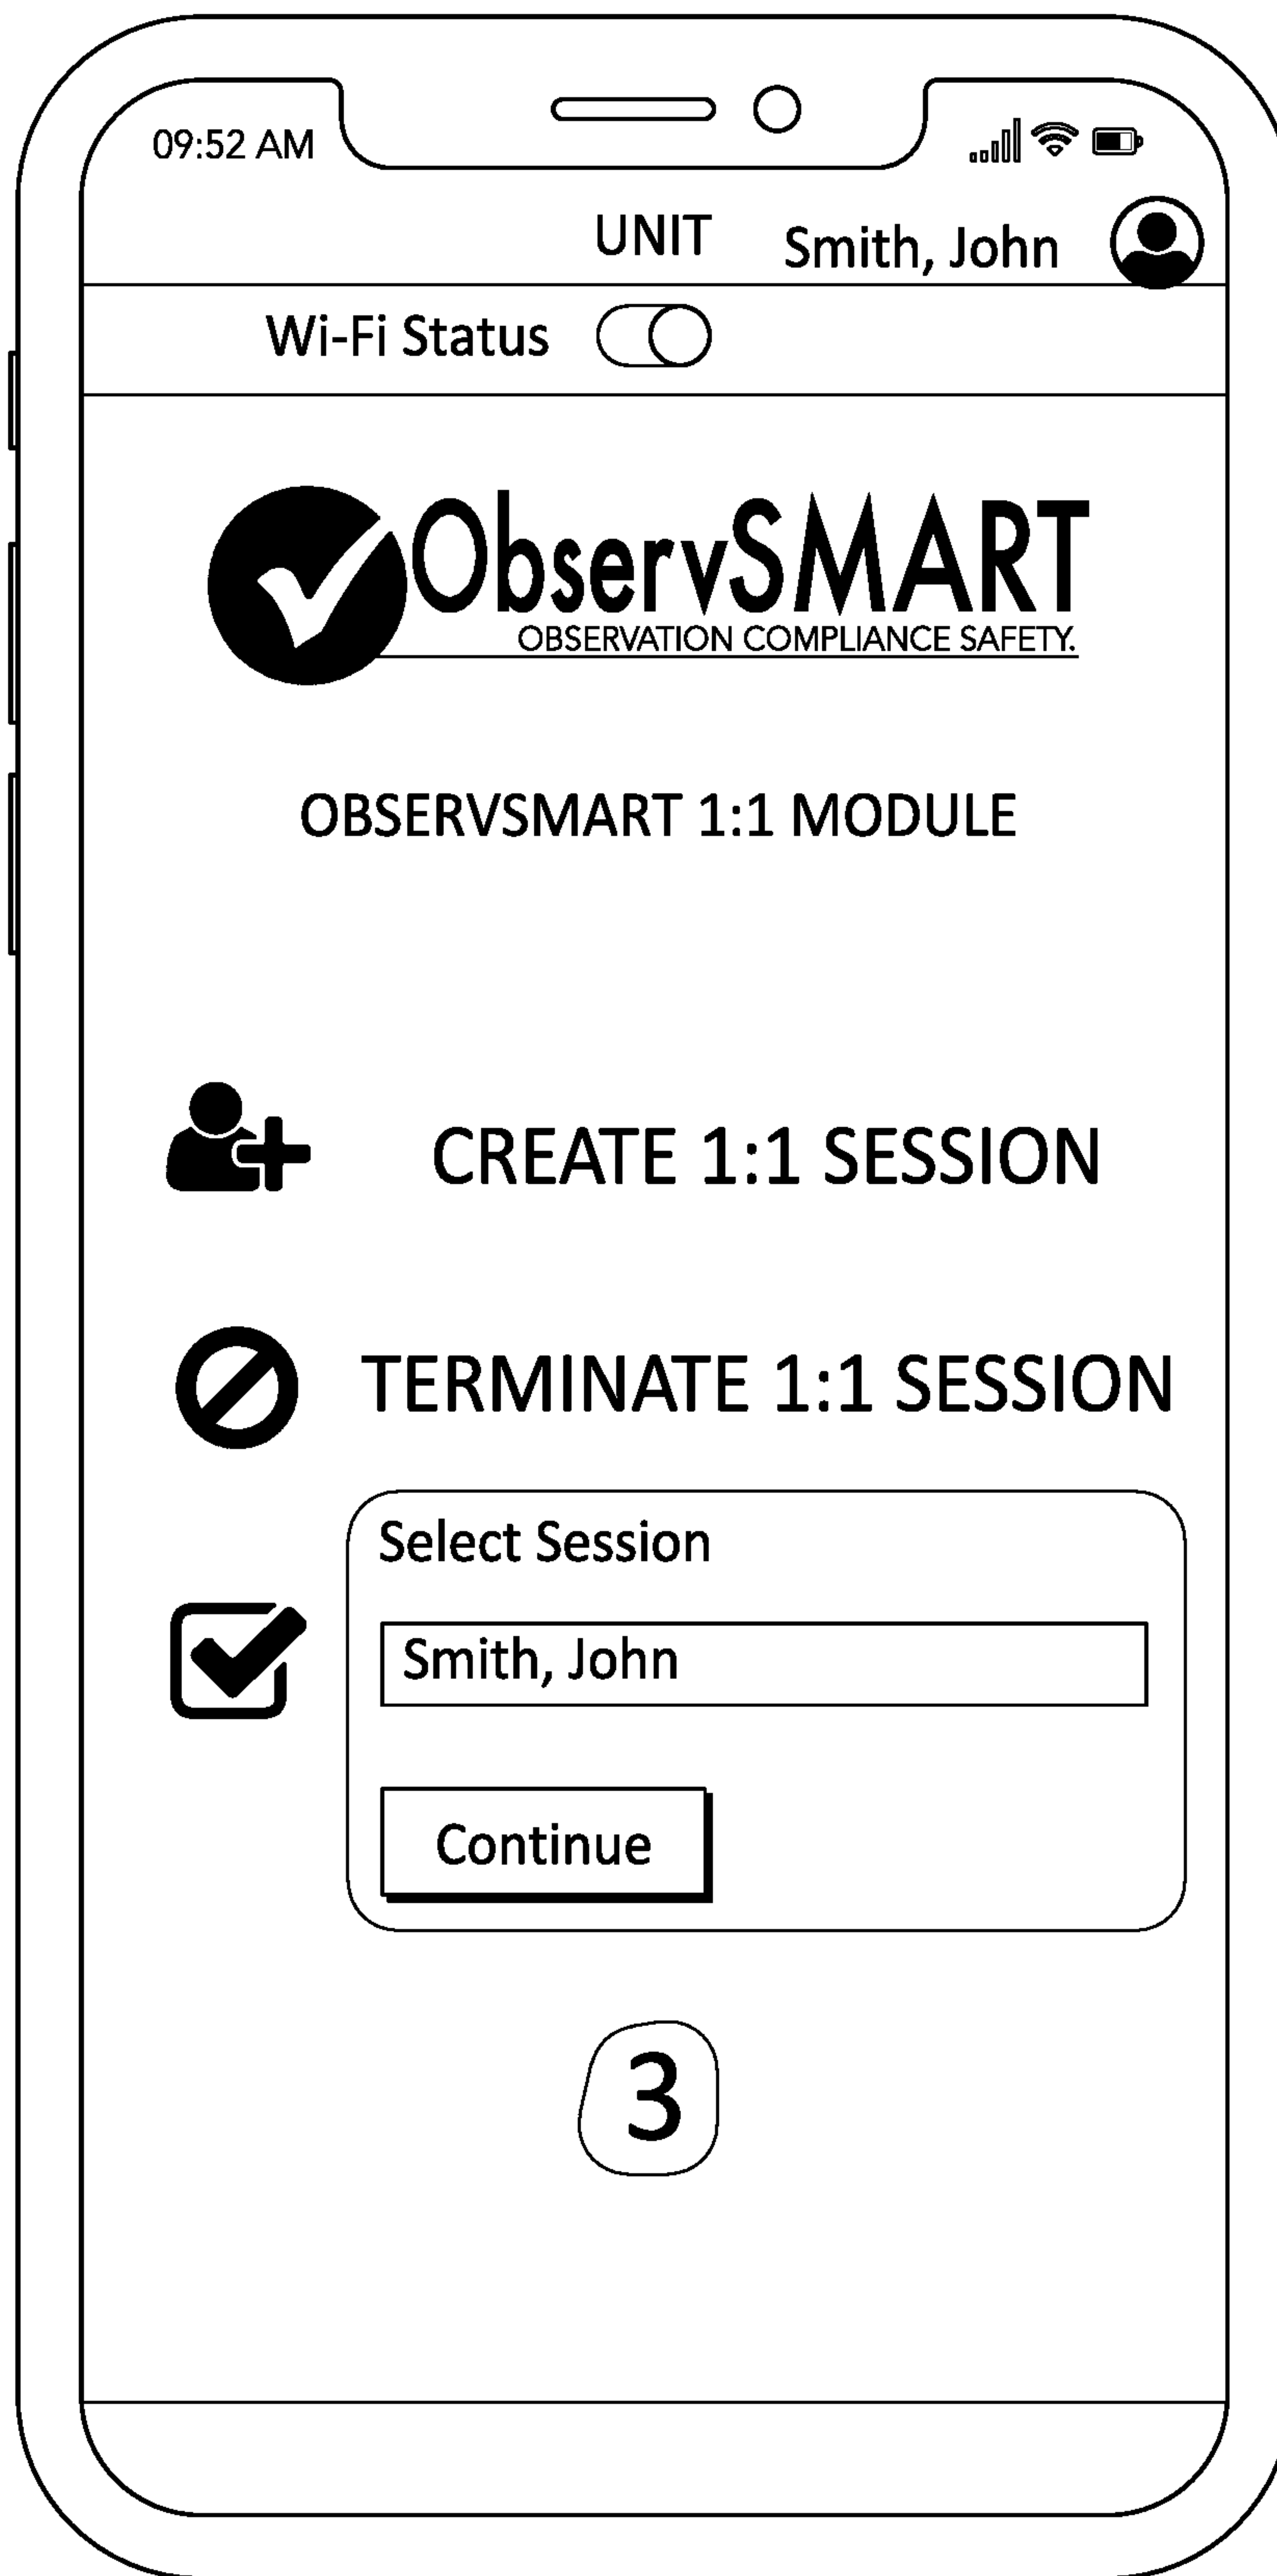 09:52 AM
UNIT Smith, John
Wi-Fi Status
ObservSMART
OBSERVATION COMPLIANCE SAFETY.
OBSERVSMART 1:1 MODULE
CREATE 1:1 SESSION
TERMINATE 1:1 SESSION
Select Session
Smith, John
Continue
3